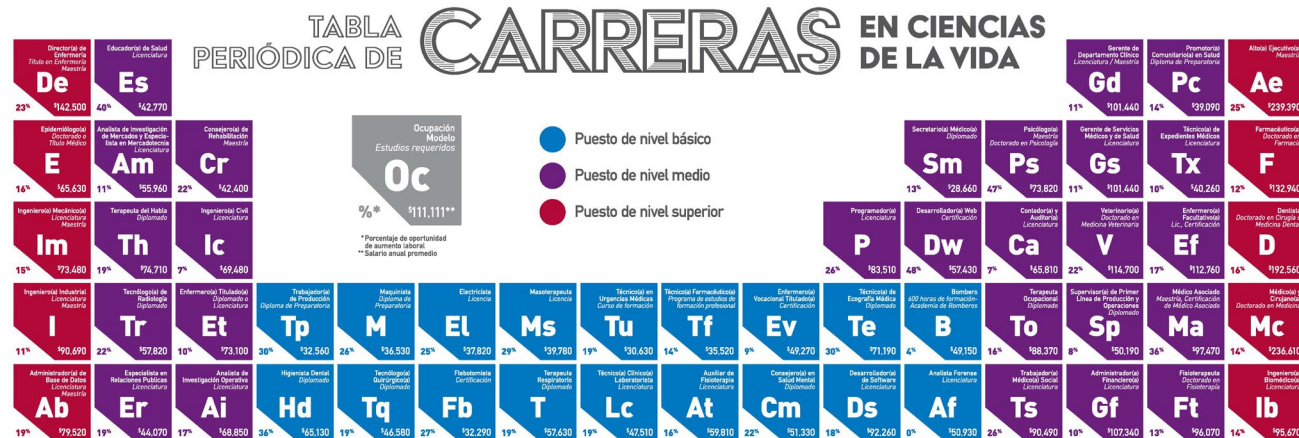 TABLA
PERIÓDICA DE
CARRERAS
EN CIENCIAS
DE LA VIDA
Ocupación
Modelo
Estudios requeridos
Oc
%*
$111,111**
* Porcentaje de oportunidad
de aumento laboral
** Salario anual promedio
Puesto de nivel básico
Puesto de nivel medio
Puesto de nivel superior
Director(a) de
Enfermería
Título en Enfermería
Maestría
De
23% $142,500
Educador(a) de Salud
Licenciatura
Es
40% $42,770
Gerente de
Departamento Clínico
Licenciatura / Maestría
Gd
11% $101,440
Promotor(a)
Comunitario(a) en Salud
Diploma de Preparatoria
Pc
14% $39,090
Alto(a) Ejecutivo(a)
Maestría
Ae
25% $239,390
Epidemiólogo(a)
Doctorado o
Título Médico
E
16% $65,630
Analista de Investigación
de Mercados y Especia-
lista en Mercadotecnia
Licenciatura
Am
11% $55,960
Consejero(a) de
Rehabilitación
Maestría
Cr
22% $42,400
Secretario(a) Médico(a)
Diplomado
Sm
13% $28,660
Psicólogo(a)
Maestría
Doctorado en Psicología
Ps
47% $73,820
Gerente de Servicios
Médicos y de Salud
Licenciatura
Gs
11% $101,440
Técnico(a) de
Expedientes Médicos
Licenciatura
Tx
10% $40,260
Farmacéutico(a)
Doctorado en
Farmacia
F
12% $132,940
Ingeniero(a) Mecánico(a)
Licenciatura
Maestría
Im
15% $73,480
Terapeuta del Habla
Diplomado
Th
19% $74,710
Ingeniero(a) Civil
Licenciatura
Ic
7% $69,480
Programador(a)
Licenciatura
P
26% $83,510
Desarrollador(a) Web
Certificación
Dw
48% $57,430
Contador(a) y
Auditor(a)
Licenciatura
Ca
7% $65,810
Veterinario(a)
Doctorado en
Medicina Veterinaria
V
22% $114,700
Enfermero(a)
Facultativo(a)
Lic., Certificación
Ef
17% $112,760
Dentista
Doctorado en Cirugía o
Medicina Dental
D
16% $192,560
Ingeniero(a) Industrial
Licenciatura
Maestría
I
11% $90,690
Tecnólogo(a) de
Radiología
Diplomado
Tr
22% $57,820
Enfermero(a) Titulado(a)
Diplomado o
Licenciatura
Et
10% $73,100
Trabajador(a)
de Producción
Diploma de Preparatoria
Tp
30% $32,560
Maquinista
Diploma de
Preparatoria
M
26% $36,530
Electricista
Licencia
El
25% $37,820
Masoterapeuta
Licencia
Ms
29% $39,780
Técnico(a) en
Urgencias Médicas
Curso de formación
Tu
19% $30,630
Técnico(a) Farmacéutico(a)
Programa de estudios de
formación profesional
Tf
14% $35,520
Enfermero(a)
Vocacional Titulado(a)
Certificación
Ev
9% $49,270
Técnico(a) de
Ecografía Médica
Diplomado
Te
30% $71,190
Bombero
600 horas de formación-
Academia de Bomberos
B
4% $49,150
Terapeuta
Ocupacional
Diplomado
To
16% $88,370
Supervisor(a) de Primer
Línea de Producción y
Operaciones
Diplomado
Sp
8% $50,190
Médico Asociado
Maestría, Certificación
de Médico Asociado
Ma
36% $97,470
Médico(a) y
Cirujano(a)
Doctorado en Medicina
Mc
14% $236,610
Administrador(a) de
Base de Datos
Licenciatura
Maestría
Ab
19% $79,520
Especialista en
Relaciones Publicas
Licenciatura
Er
19% $44,070
Analista de
Investigación Operativa
Licenciatura
Ai
17% $68,850
Higienista Dental
Diplomado
Hd
36% $65,130
Tecnólogo(a)
Quirúrgico(a)
Diplomado
Tq
19% $46,580
Flebotomista
Certificación
Fb
27% $32,290
Terapeuta
Respiratorio
Diplomado
T
19% $57,630
Técnico(a) Clínico(a)
Laboratorista
Licenciatura
Lc
19% $47,510
Auxiliar de
Fisioterapia
Licenciatura
At
16% $59,810
Consejero(a) en
Salud Mental
Diplomado
Cm
22% $51,330
Desarrollador(a)
de Software
Licenciatura
Ds
18% $92,260
Analista Forense
Licenciatura
Af
0% $50,930
Trabajador(a)
Médico(a) Social
Licenciatura
Ts
26% $90,490
Administrador(a)
Financiero(a)
Licenciatura
Gf
10% $107,340
Fisioterapeuta
Doctorado en
Fisioterapia
Ft
13% $96,070
Ingeniero(a)
Biomédico(a)
Licenciatura
Ib
14% $95,670